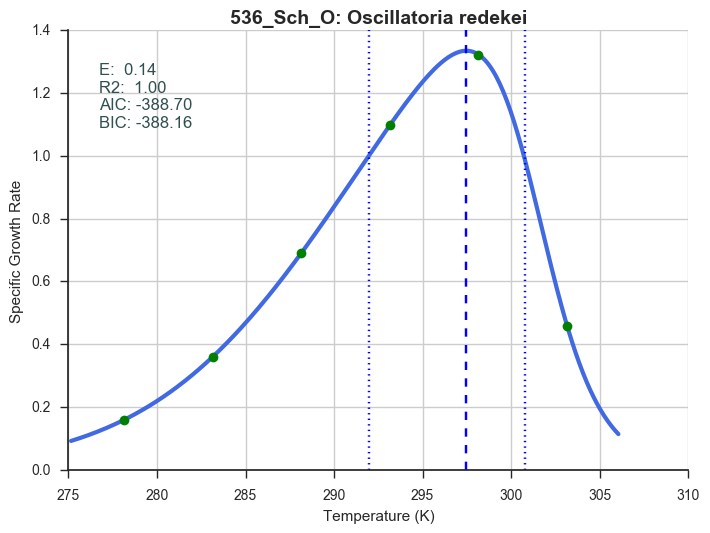 536_Sch_O: Oscillatoria redekei
E:  0.14
R2:  1.00
AIC: -388.70
BIC: -388.16
Specific Growth Rate
1.4
1.2
1.0
0.8
0.6
0.4
0.2
0.0
275 280 285 290 295 300 305 310
Temperature (K)